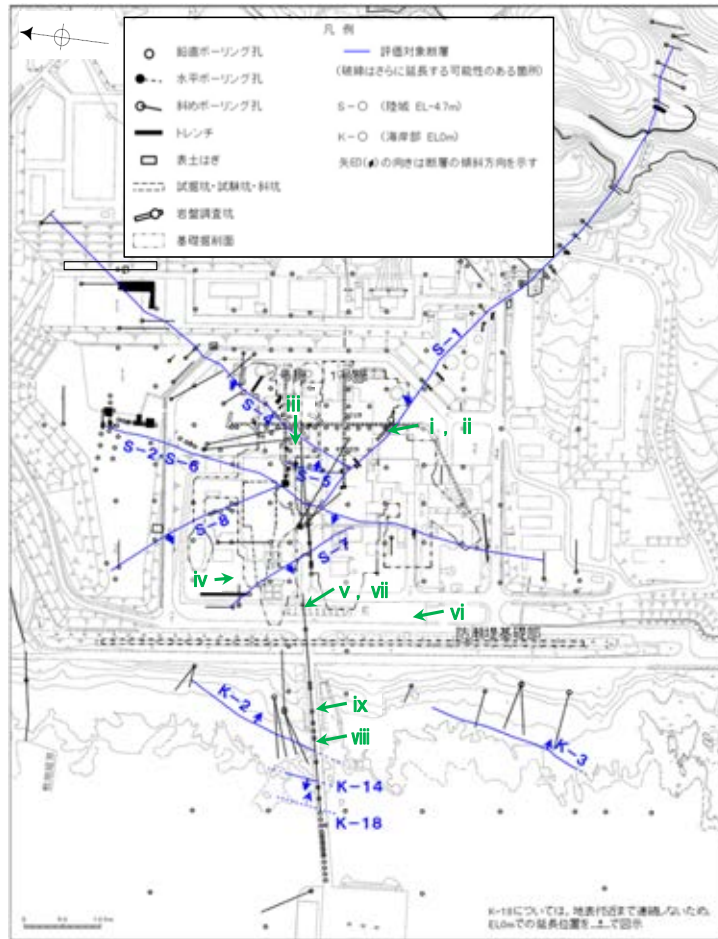 凡 例
鉛直ボーリング孔
水平ボーリング孔
斜めボーリング孔
トレンチ
表土はぎ
試掘坑・試験坑・斜坑
岩盤調査坑
基礎掘削面
評価対象断層
(破線はさらに延長する可能性のある箇所)
S-○ (陸域 EL-4.7m)
K-○ (海岸部 EL0m)
矢印( )の向きは断層の傾斜方向を示す
S-1
S-4
iii
i , ii
S-2・S-6
S-5
S-8
S-7
iv
v , vii
vi
防潮堤基礎部
K-2
ix
viii
K-3
K-14
K-18
K-18については、地表付近まで連続しないため、
EL0mでの延長位置を で図示